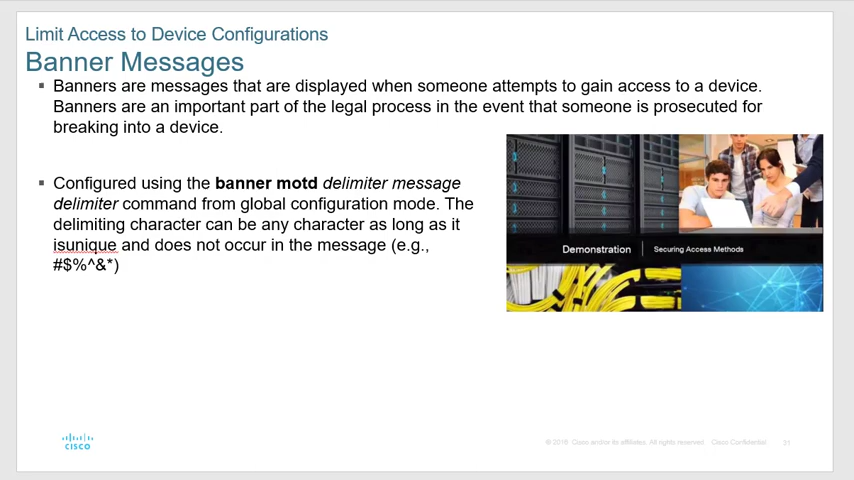 Limit Access to Device Configurations
Banner Messages
▪ Banners are messages that are displayed when someone attempts to gain access to a device.
Banners are an important part of the legal process in the event that someone is prosecuted for
breaking into a device.
▪ Configured using the banner motd delimiter message
delimiter command from global configuration mode. The
delimiting character can be any character as long as it
isunique and does not occur in the message (e.g.,
#$%^&*)
Demonstration
Securing Access Methods
CISCO
© 2016 Cisco and/or its affiliates. All rights reserved. Cisco Confidential
31